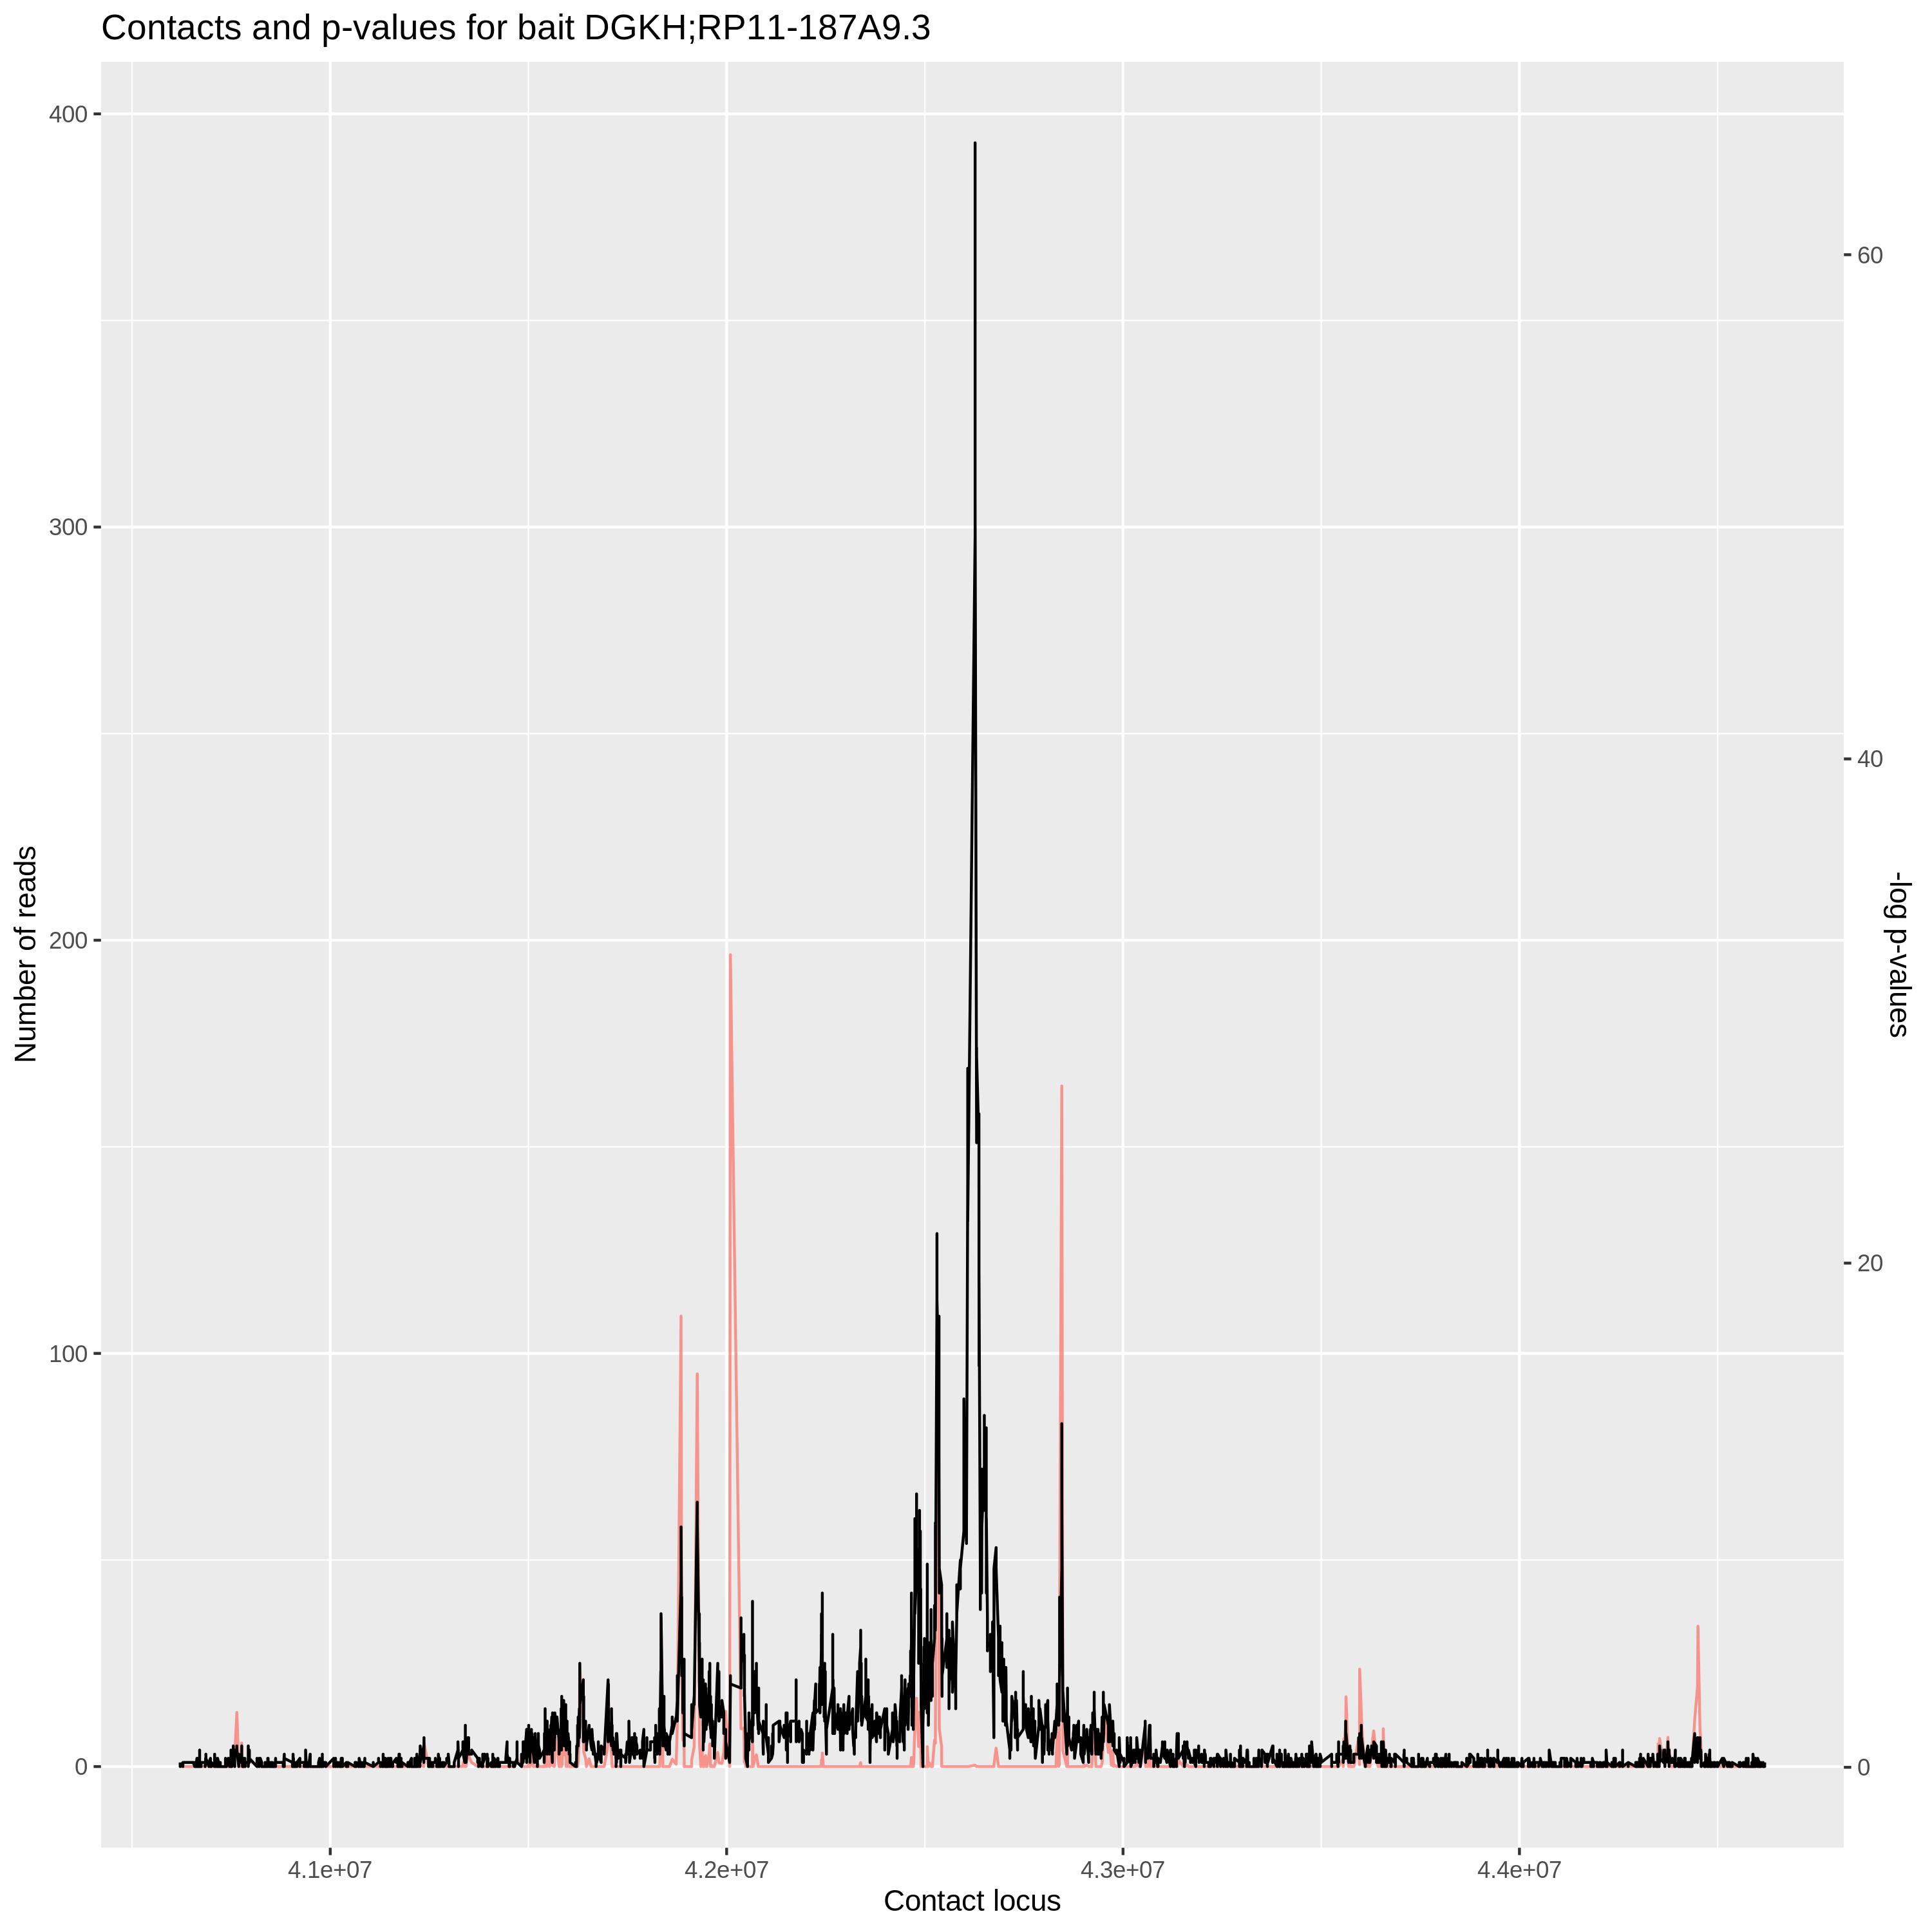 Contacts and p-values for bait DGKH;RP11-187A9.3
400
300
200
100
0
Number of reads
60
40
20
0
-log p-values
4.1e+07
4.2e+07
4.3e+07
4.4e+07
Contact locus